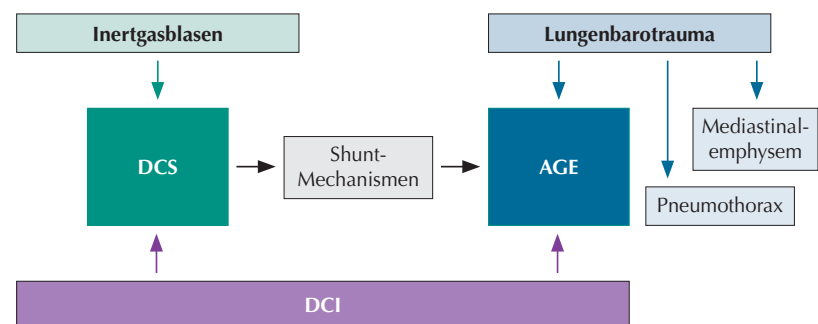 Inertgasblasen
Lungenbarotrauma
DCS
Shunt-
Mechanismen
AGE
Mediastinal-
emphysem
Pneumothorax
DCI